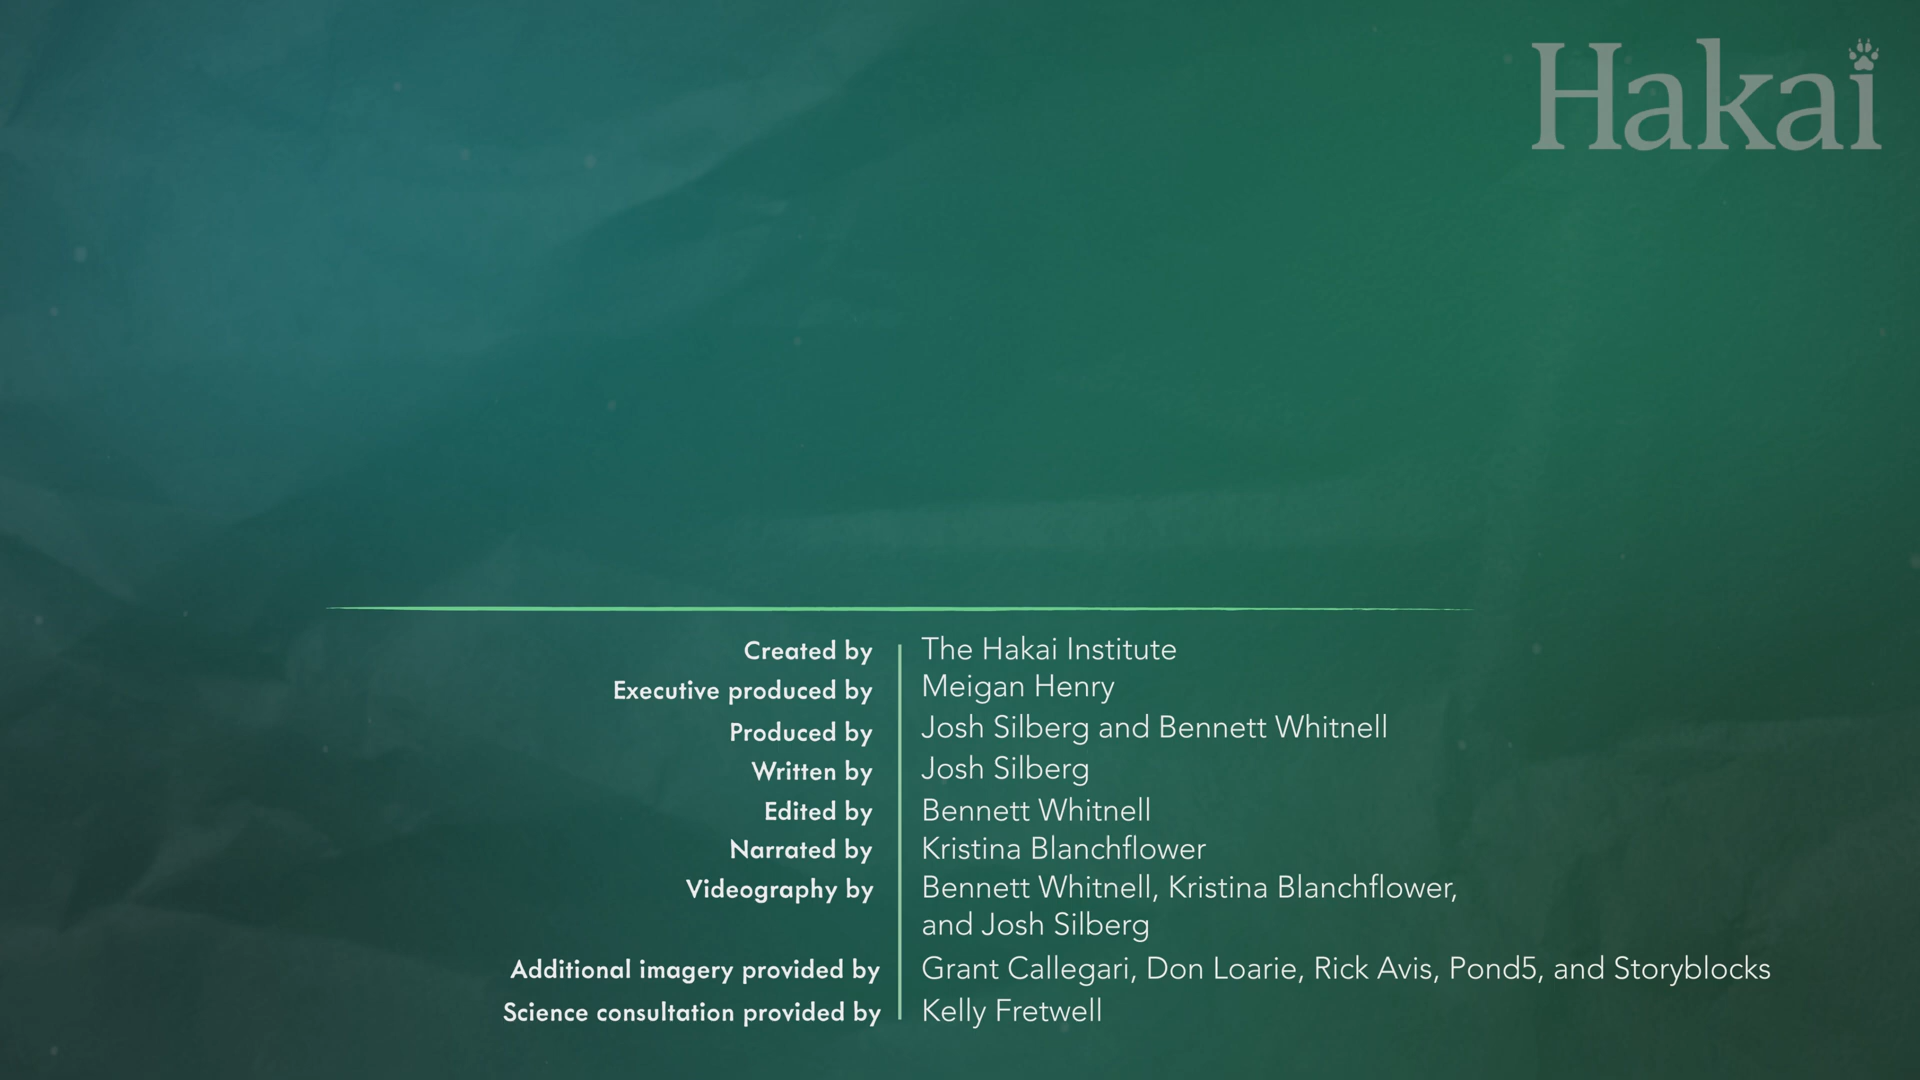 Hakai
Created by The Hakai Institute
Executive produced by Meigan Henry
Produced by Josh Silberg and Bennett Whitnell
Written by Josh Silberg
Edited by Bennett Whitnell
Narrated by Kristina Blanchflower
Videography by Bennett Whitnell, Kristina Blanchflower,
and Josh Silberg
Additional imagery provided by Grant Callegari, Don Loarie, Rick Avis, Pond5, and Storyblocks
Science consultation provided by Kelly Fretwell